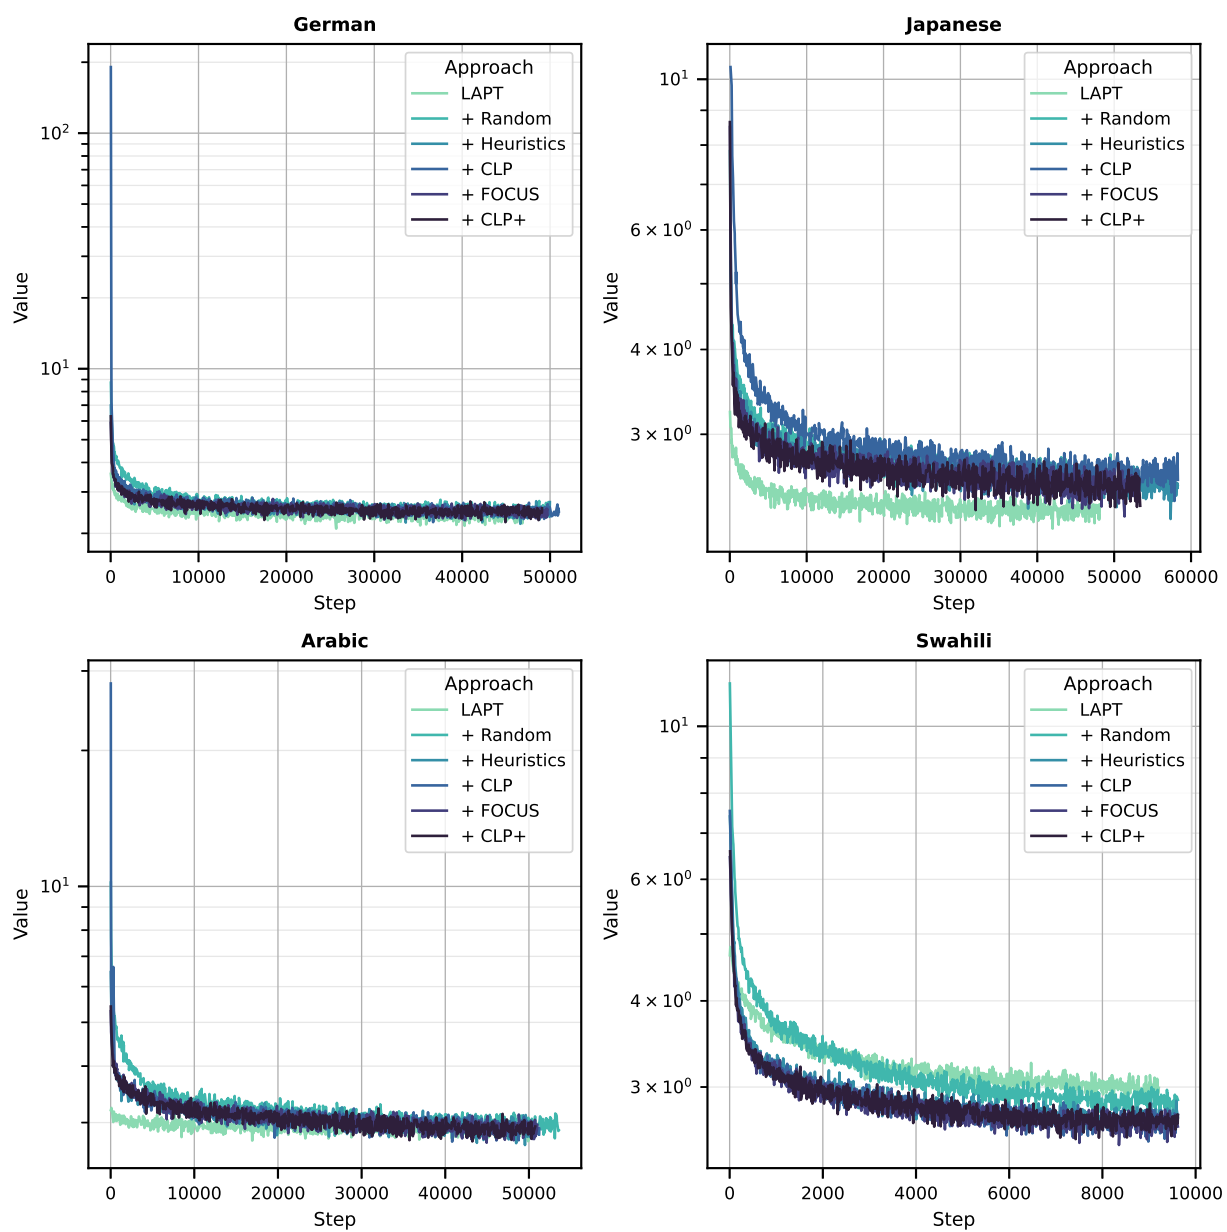 German
Value
10²
10¹
Approach
LAPT
+ Random
+ Heuristics
+ CLP
+ FOCUS
+ CLP+
0 10000 20000 30000 40000 50000
Step
Japanese
Value
10¹
6 × 10⁰
4 × 10⁰
3 × 10⁰
Approach
LAPT
+ Random
+ Heuristics
+ CLP
+ FOCUS
+ CLP+
0 10000 20000 30000 40000 50000 60000
Step
Arabic
Value
10¹
Approach
LAPT
+ Random
+ Heuristics
+ CLP
+ FOCUS
+ CLP+
0 10000 20000 30000 40000 50000
Step
Swahili
Value
10¹
6 × 10⁰
4 × 10⁰
3 × 10⁰
Approach
LAPT
+ Random
+ Heuristics
+ CLP
+ FOCUS
+ CLP+
0 2000 4000 6000 8000 10000
Step